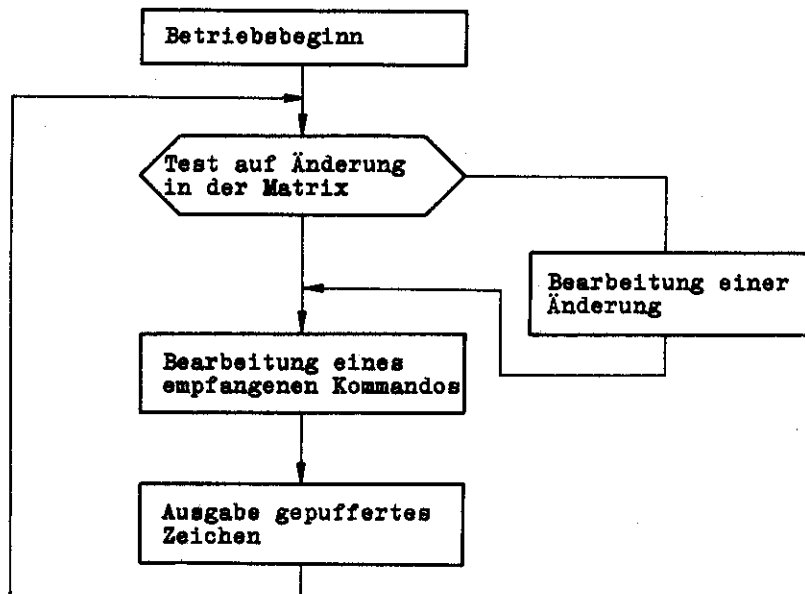 Betriebsbeginn
Test auf Änderung
in der Matrix
Bearbeitung einer
Änderung
Bearbeitung eines
empfangenen Kommandos
Ausgabe gepuffertes
Zeichen